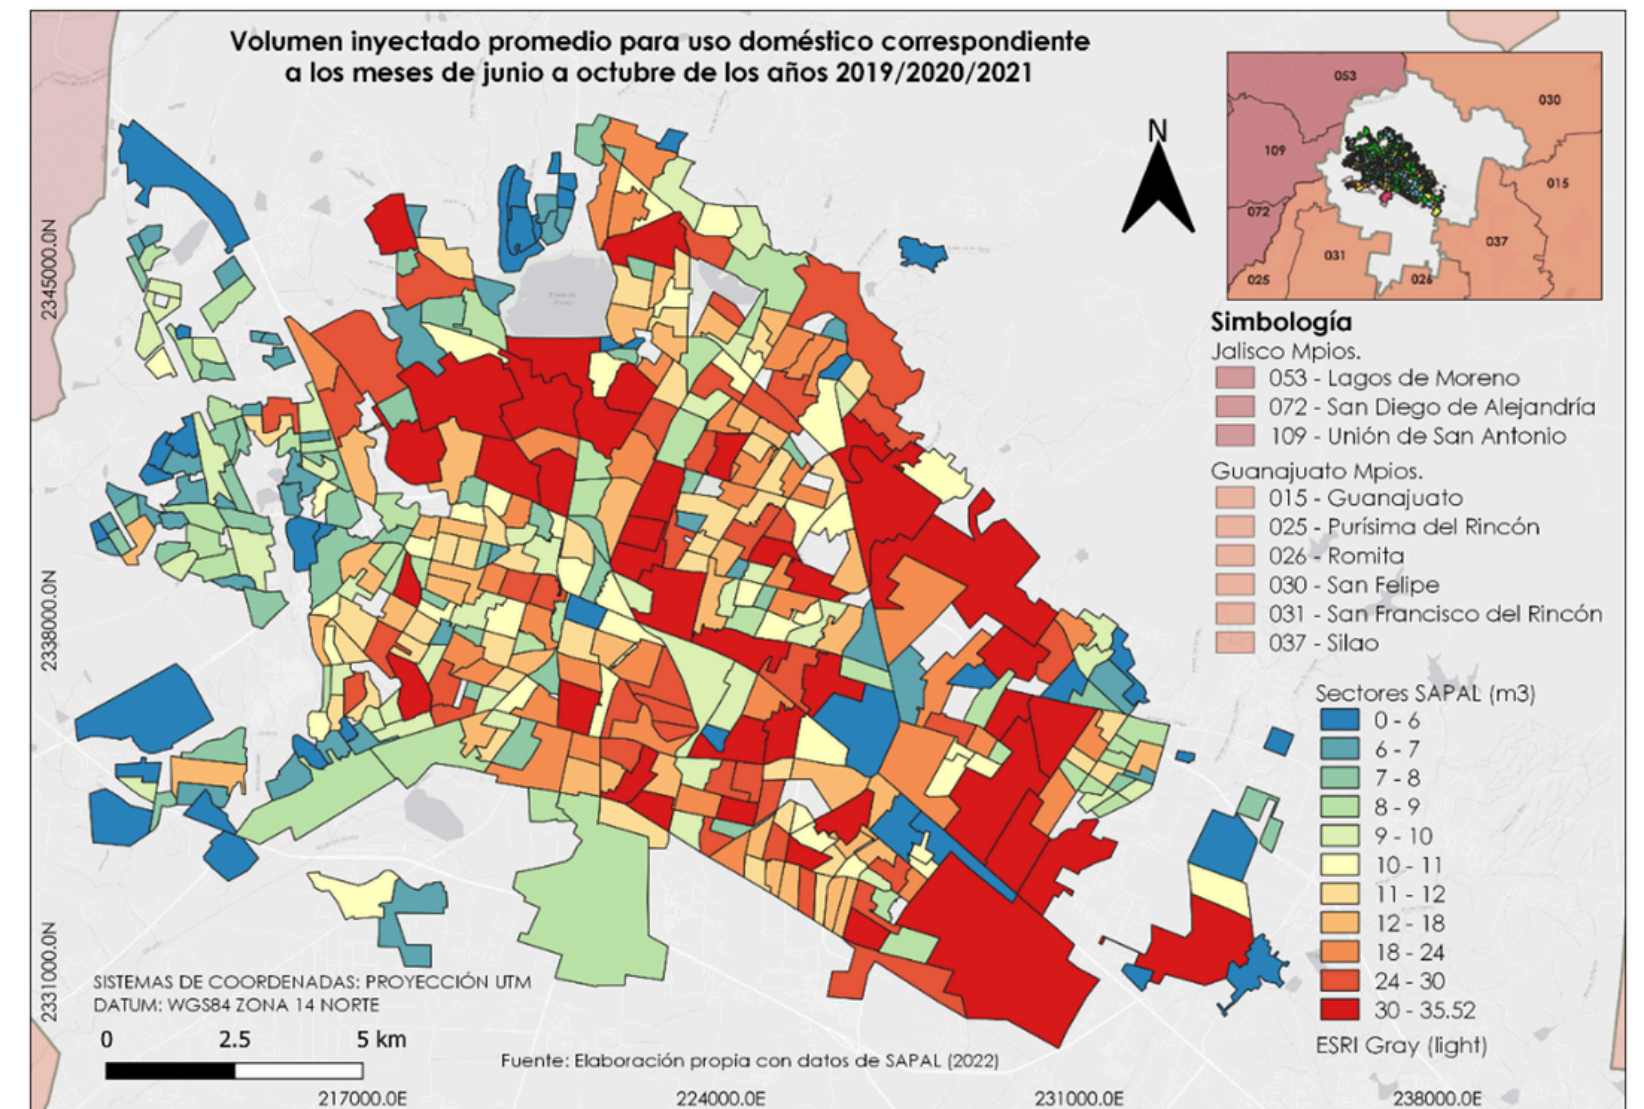 Volumen inyectado promedio para uso doméstico correspondiente
a los meses de junio a octubre de los años 2019/2020/2021
N
053
030
109
015
072
037
031
025
026
Simbología
Jalisco Mpios.
053 - Lagos de Moreno
072 - San Diego de Alejandría
109 - Unión de San Antonio
Guanajuato Mpios.
015 - Guanajuato
025 - Purísima del Rincón
026 - Romita
030 - San Felipe
031 - San Francisco del Rincón
037 - Silao
Sectores SAPAL (m3)
0 - 6
6 - 7
7 - 8
8 - 9
9 - 10
10 - 11
11 - 12
12 - 18
18 - 24
24 - 30
30 - 35.52
ESRI Gray (light)
2345000.0N
2338000.0N
2331000.0N
SISTEMAS DE COORDENADAS: PROYECCIÓN UTM
DATUM: WGS84 ZONA 14 NORTE
0 2.5 5 km
Fuente: Elaboración propia con datos de SAPAL (2022)
217000.0E 224000.0E 231000.0E 238000.0E